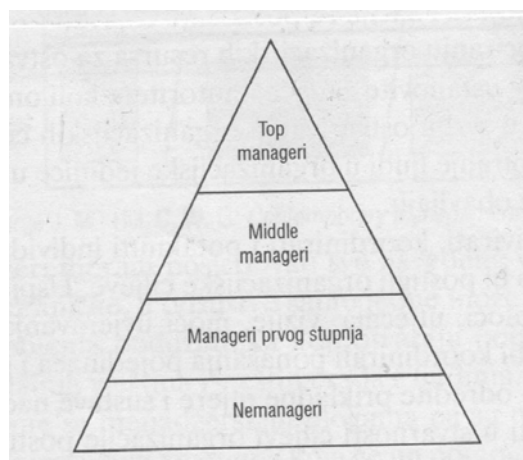 Top
manageri
Middle
manageri
Manageri prvog stupnja
Nemanageri